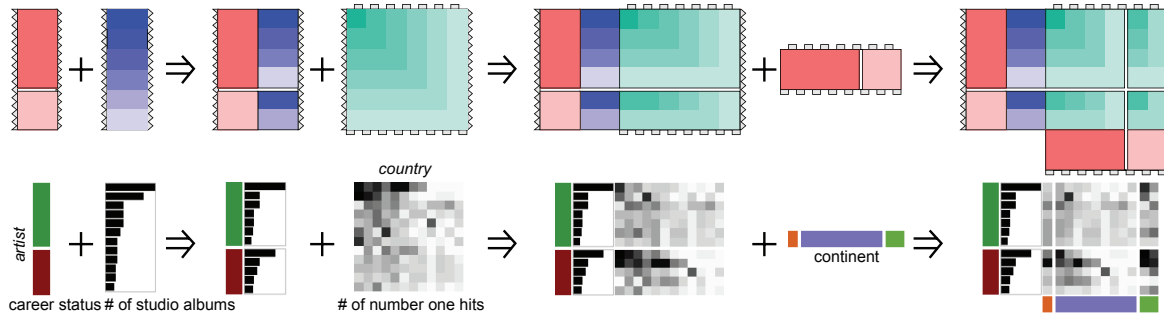 country
artist
continent
career status # of studio albums
# of number one hits